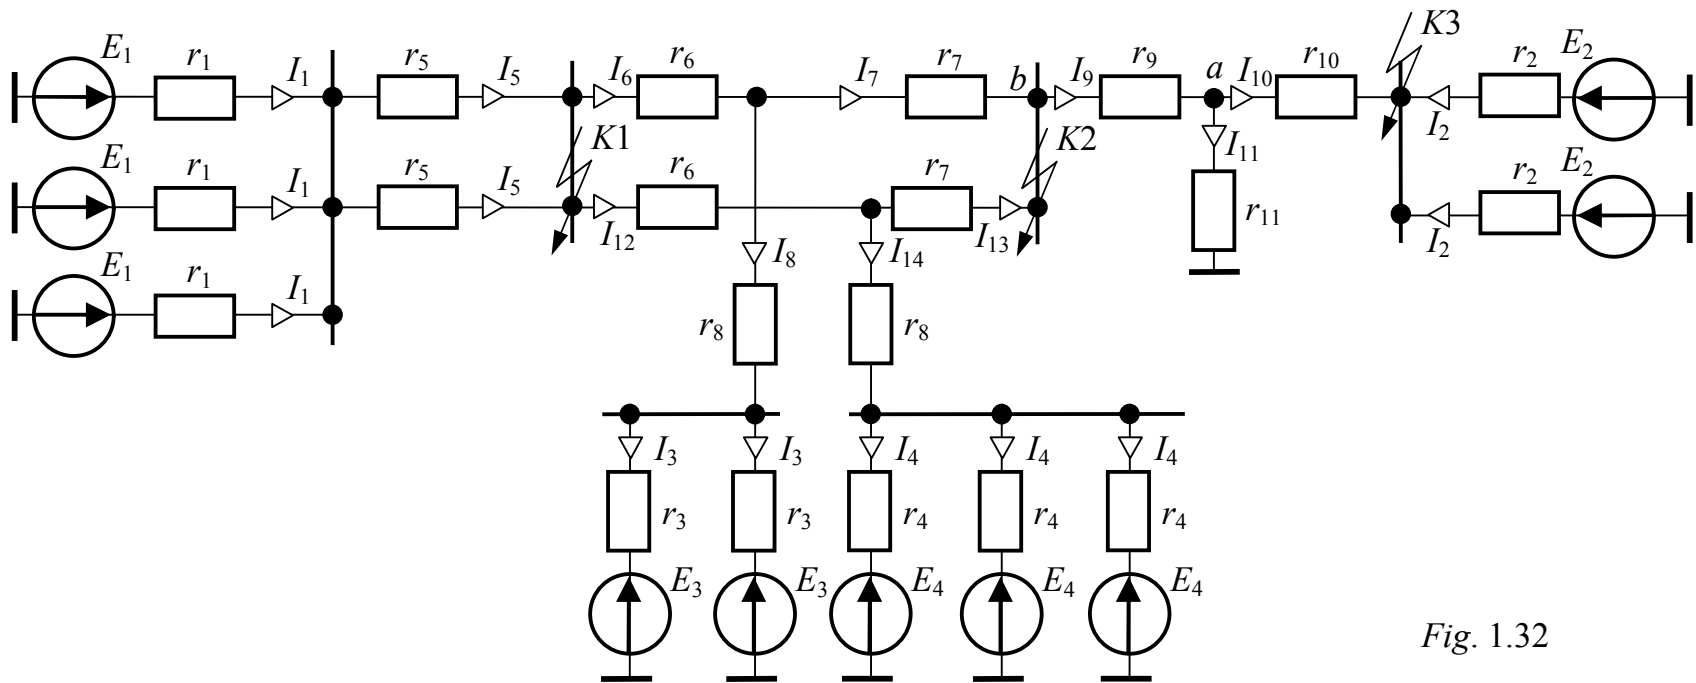 E₁ r₁ I₁ r₅ I₅ I₆ r₆ I₇ r₇ b I₉ r₉ a I₁₀ r₁₀ K3 r₂ E₂
I₂
E₁ r₁ I₁ r₅ I₅ K1 r₆ r₇ K2 I₁₁ r₂ E₂
I₁₂ I₁₃ r₁₁ I₂
E₁ r₁ I₁ I₈ I₁₄
r₈ r₈
I₃ I₃ I₄ I₄ I₄
r₃ r₃ r₄ r₄ r₄
E₃ E₃ E₄ E₄ E₄
Fig. 1.32